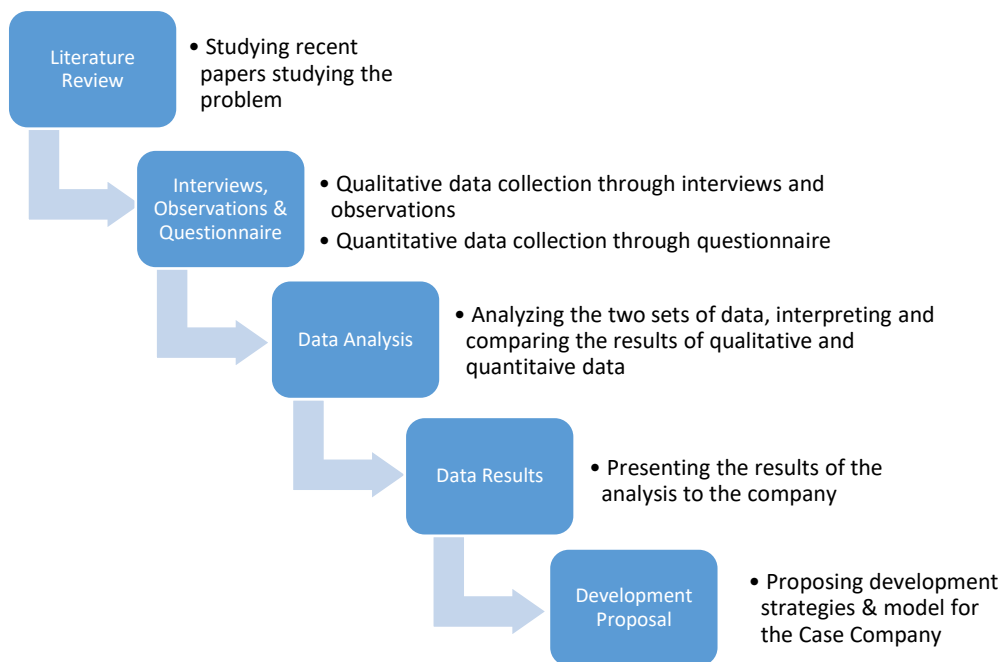 Literature
Review
• Studying recent
papers studying the
problem
Interviews,
Observations &
Questionnaire
• Qualitative data collection through interviews and
observations
• Quantitative data collection through questionnaire
Data Analysis
• Analyzing the two sets of data, interpreting and
comparing the results of qualitative and
quantitaive data
Data Results
• Presenting the results of the
analysis to the company
Development
Proposal
• Proposing development
strategies & model for
the Case Company